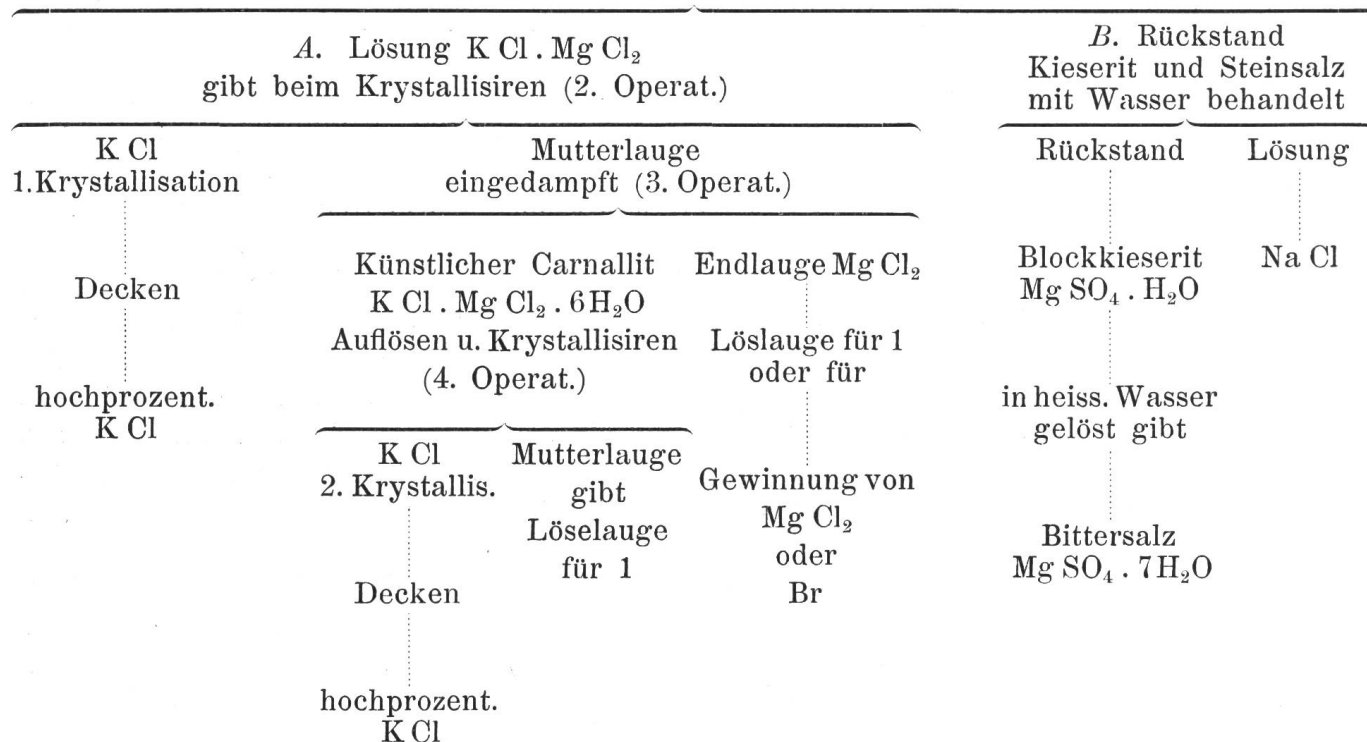 A. Lösung K Cl . Mg Cl₂
gibt beim Krystallisiren (2. Operat.)
K Cl
1. Krystallisation
Decken
hochprozent.
K Cl
Mutterlauge
eingedampft (3. Operat.)
Künstlicher Carnallit
K Cl . Mg Cl₂ . 6 H₂O
Auflösen u. Krystallisiren
(4. Operat.)
K Cl
2. Krystallis.
Decken
hochprozent.
K Cl
Mutterlauge
gibt
Löselauge
für 1
Endlauge Mg Cl₂
Löslauge für 1
oder für
Gewinnung von
Mg Cl₂
oder
Br
B. Rückstand
Kieserit und Steinsalz
mit Wasser behandelt
Rückstand
Blockkieserit
Mg SO₄ . H₂O
in heiss. Wasser
gelöst gibt
Bittersalz
Mg SO₄ . 7 H₂O
Lösung
Na Cl